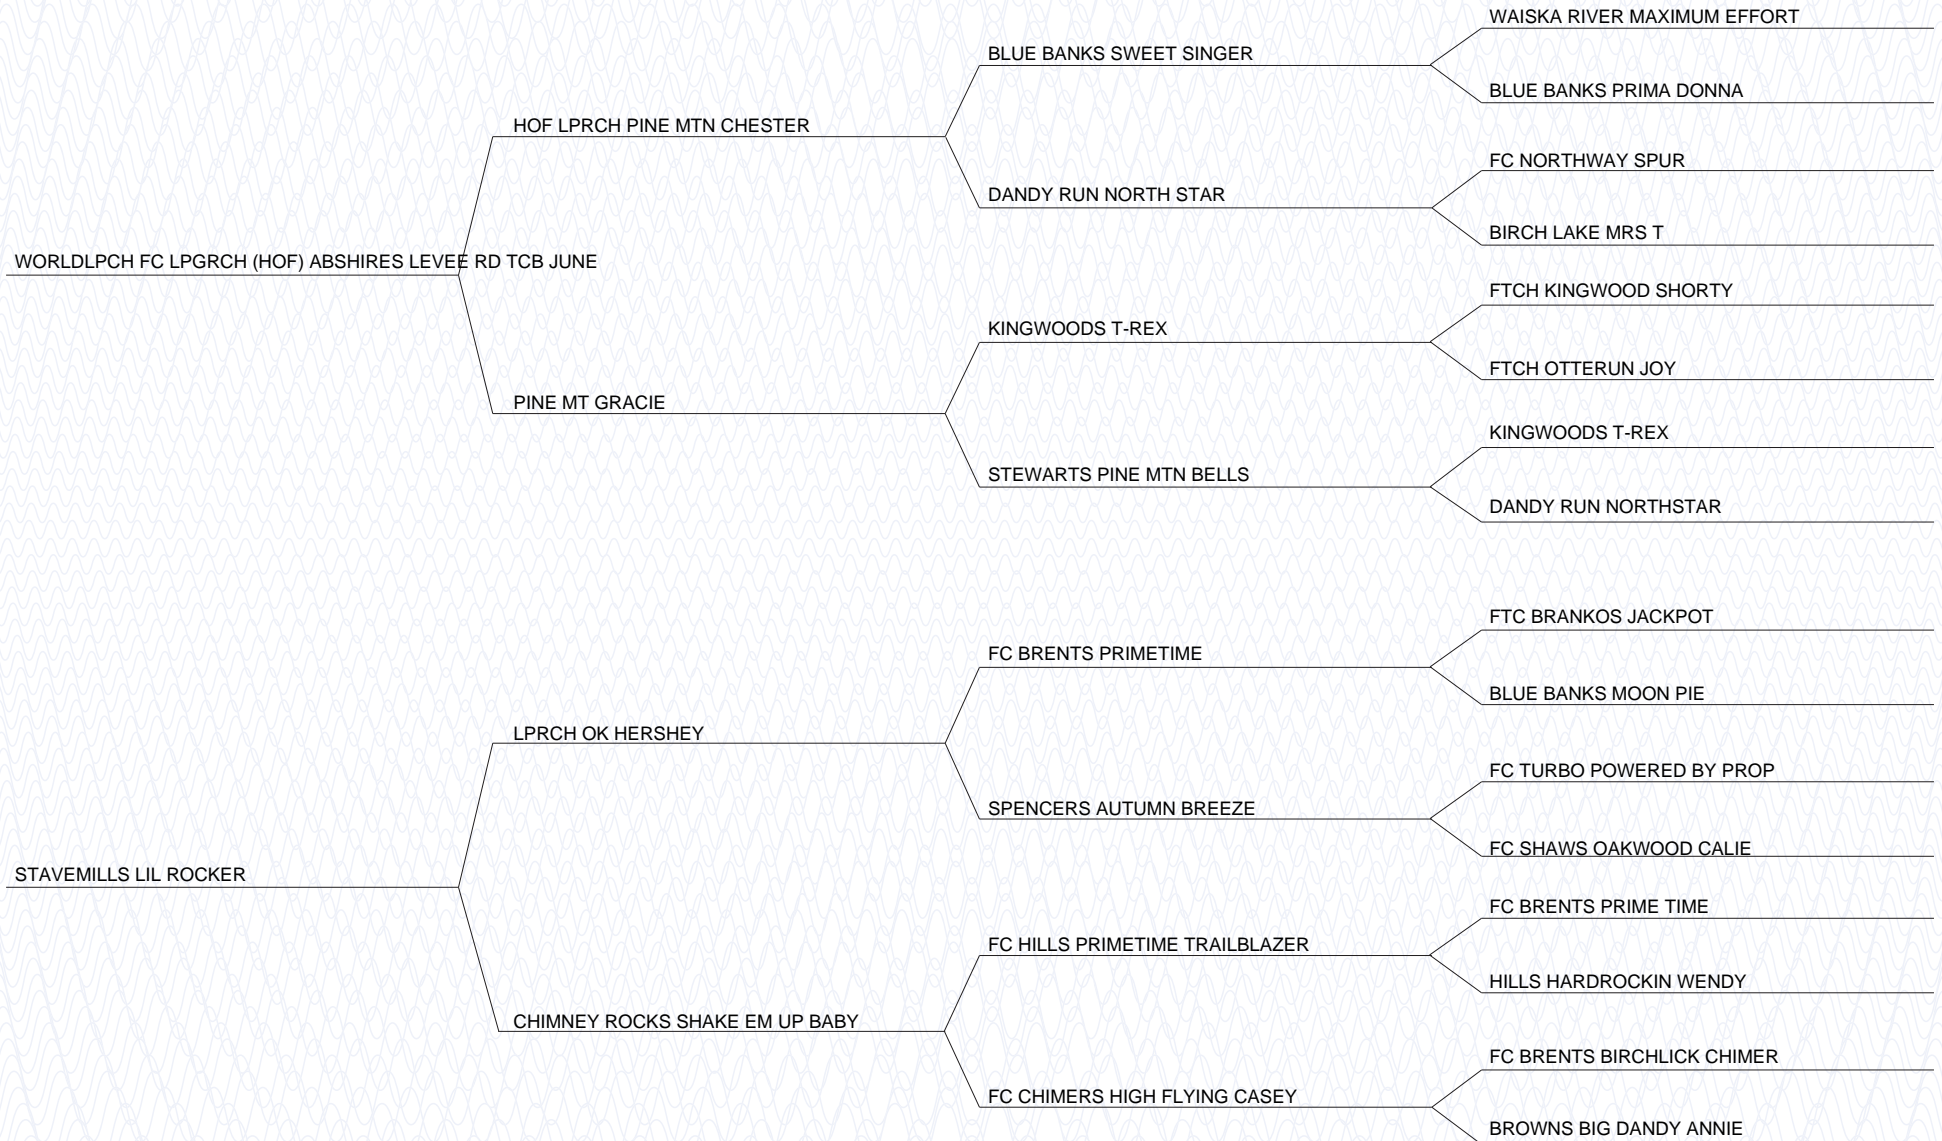 WAISKA RIVER MAXIMUM EFFORT
BLUE BANKS SWEET SINGER
BLUE BANKS PRIMA DONNA
HOF LPRCH PINE MTN CHESTER
FC NORTHWAY SPUR
DANDY RUN NORTH STAR
BIRCH LAKE MRS T
WORLDLPCH FC LPGRCH (HOF) ABSHIRES LEVEE RD TCB JUNE
FTCH KINGWOOD SHORTY
KINGWOODS T-REX
FTCH OTTERUN JOY
PINE MT GRACIE
KINGWOODS T-REX
STEWARTS PINE MTN BELLS
DANDY RUN NORTHSTAR
FTC BRANKOS JACKPOT
FC BRENTS PRIMETIME
BLUE BANKS MOON PIE
LPRCH OK HERSHEY
FC TURBO POWERED BY PROP
SPENCERS AUTUMN BREEZE
FC SHAWS OAKWOOD CALIE
STAVEMILLS LIL ROCKER
FC BRENTS PRIME TIME
FC HILLS PRIMETIME TRAILBLAZER
HILLS HARDROCKIN WENDY
CHIMNEY ROCKS SHAKE EM UP BABY
FC BRENTS BIRCHLICK CHIMER
FC CHIMERS HIGH FLYING CASEY
BROWNS BIG DANDY ANNIE